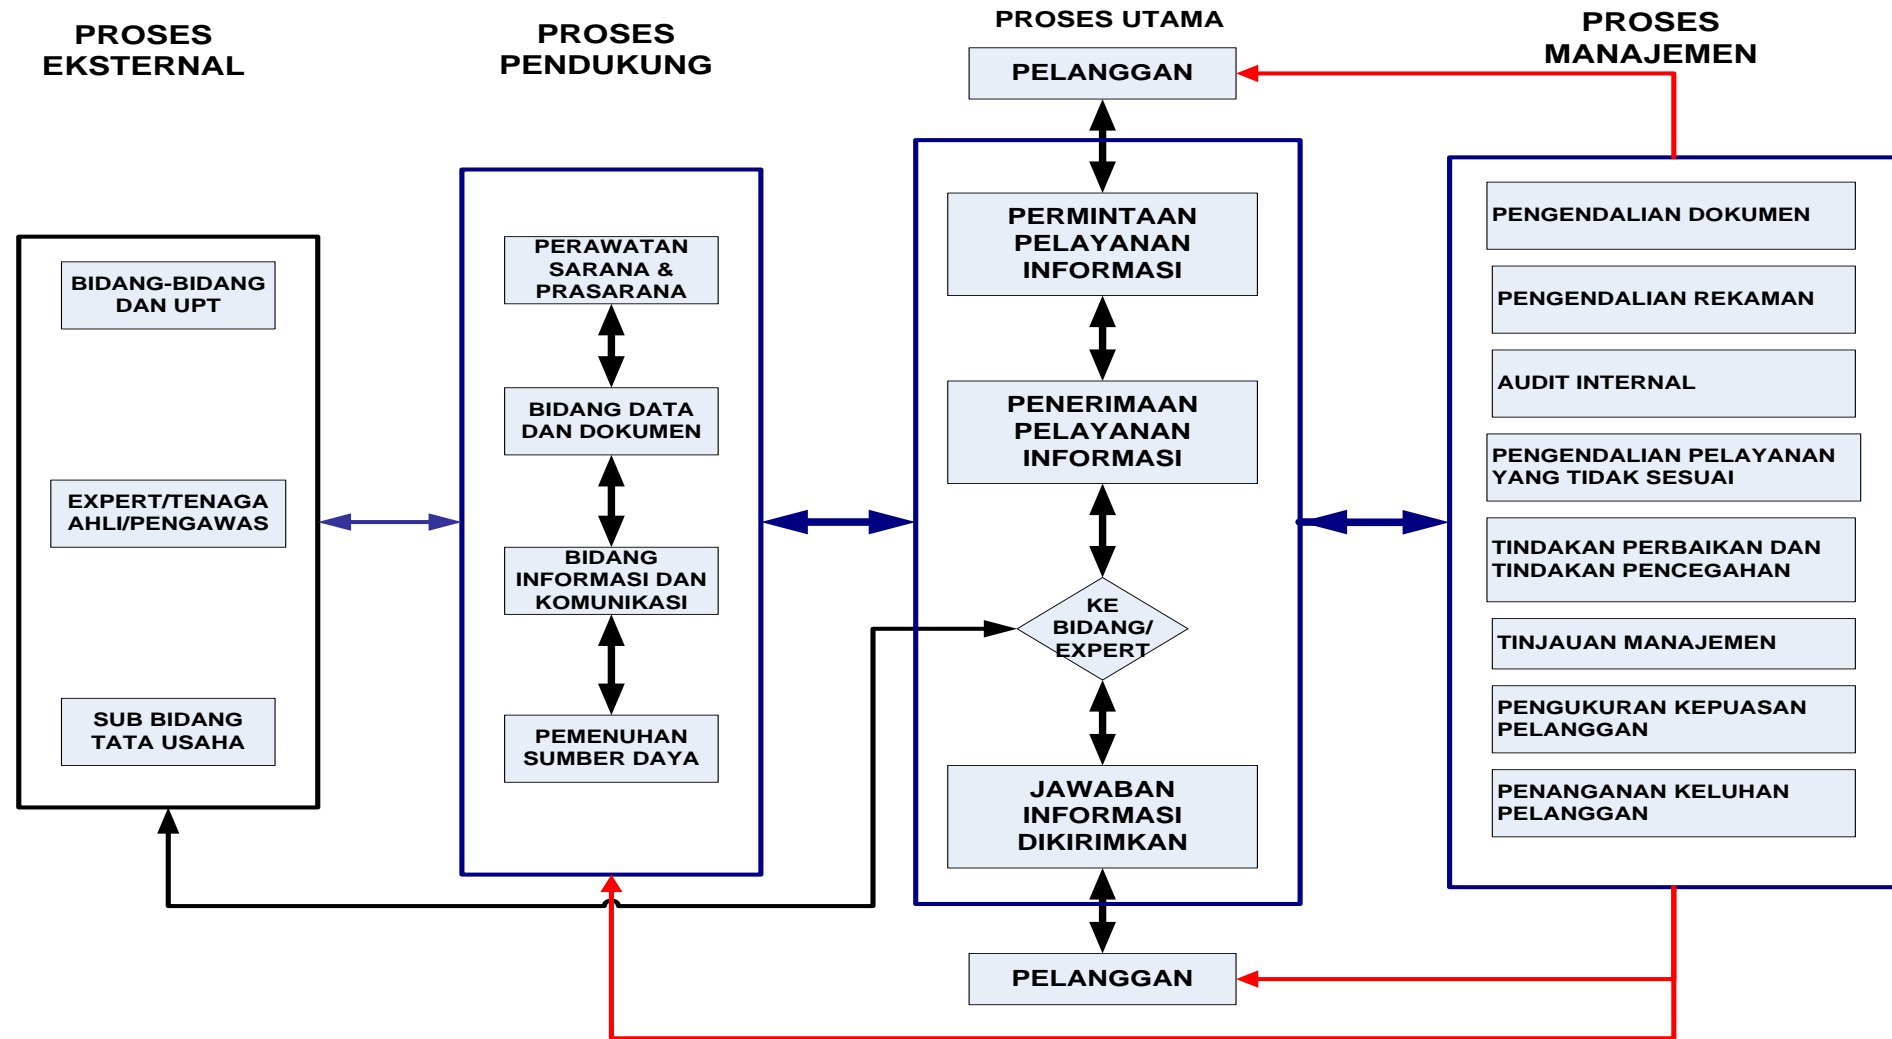 PROSES
EKSTERNAL
BIDANG-BIDANG
DAN UPT
EXPERT/TENAGA
AHLI/PENGAWAS
SUB BIDANG
TATA USAHA
PROSES
PENDUKUNG
PERAWATAN
SARANA &
PRASARANA
BIDANG DATA
DAN DOKUMEN
BIDANG
INFORMASI DAN
KOMUNIKASI
PEMENUHAN
SUMBER DAYA
PROSES UTAMA
PELANGGAN
PERMINTAAN
PELAYANAN
INFORMASI
PENERIMAAN
PELAYANAN
INFORMASI
KE
BIDANG/
EXPERT
JAWABAN
INFORMASI
DIKIRIMKAN
PELANGGAN
PROSES
MANAJEMEN
PENGENDALIAN DOKUMEN
PENGENDALIAN REKAMAN
AUDIT INTERNAL
PENGENDALIAN PELAYANAN
YANG TIDAK SESUAI
TINDAKAN PERBAIKAN DAN
TINDAKAN PENCEGAHAN
TINJAUAN MANAJEMEN
PENGUKURAN KEPUASAN
PELANGGAN
PENANGANAN KELUHAN
PELANGGAN